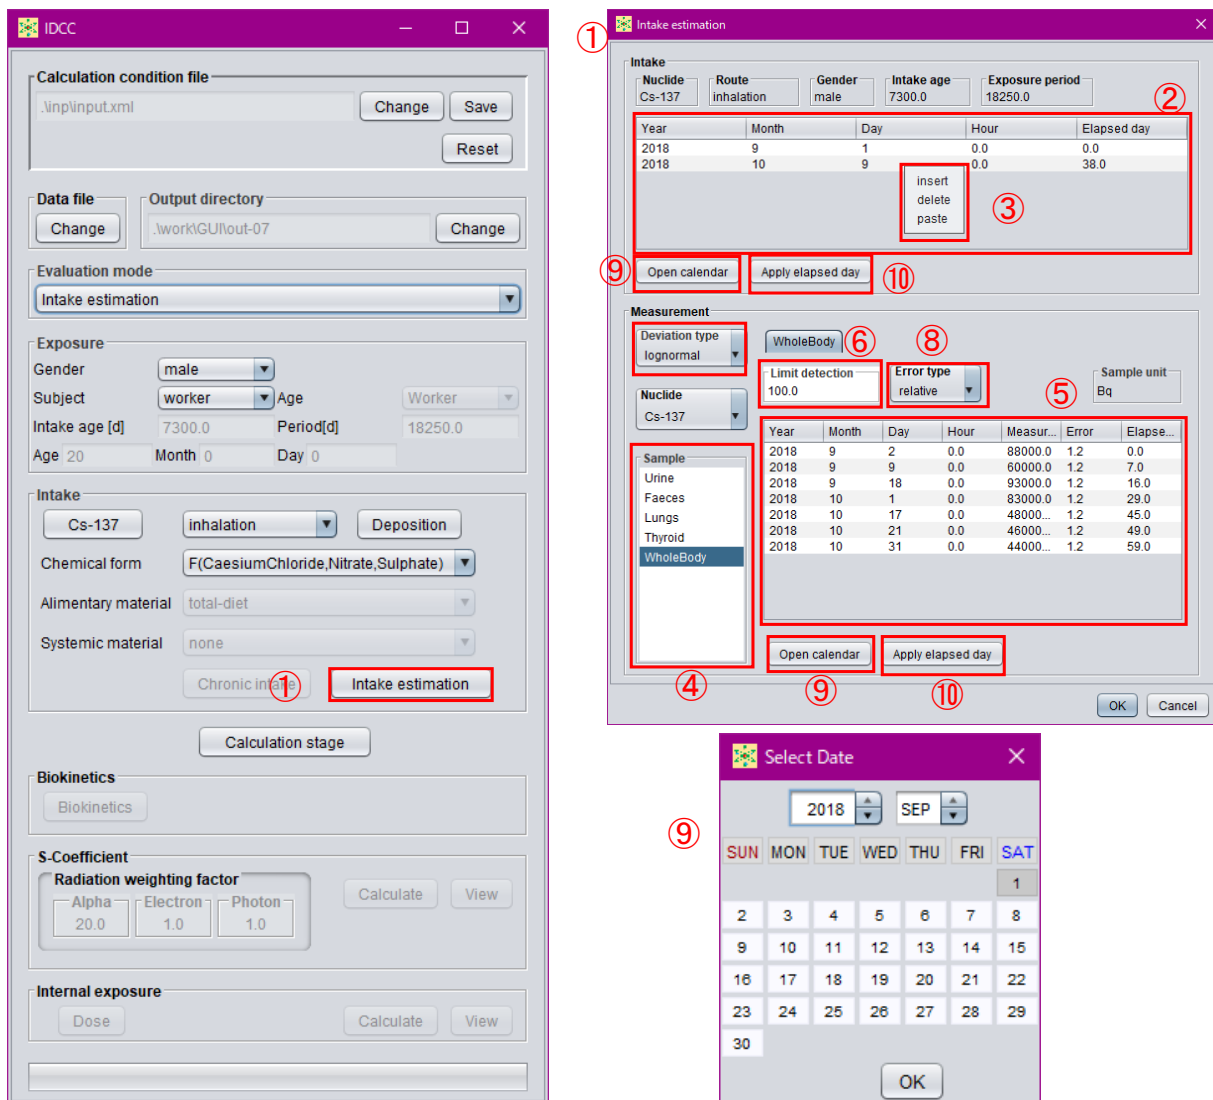 IDCC
Calculation condition file
.\inp\input.xml
Change
Save
Reset
Data file
Change
Output directory
.\work\GUI\out-07
Change
Evaluation mode
Intake estimation
Exposure
Gender
male
Subject
worker
Age
Worker
Intake age [d]
7300.0
Period[d]
18250.0
Age 20
Month 0
Day 0
Intake
Cs-137
inhalation
Deposition
Chemical form
F(CaesiumChloride,Nitrate,Sulphate)
Alimentary material
total-diet
Systemic material
none
Chronic intake
①
Intake estimation
Calculation stage
Biokinetics
Biokinetics
S-Coefficient
Radiation weighting factor
Alpha
20.0
Electron
1.0
Photon
1.0
Calculate
View
Internal exposure
Dose
Calculate
View
①
Intake estimation
Intake
Nuclide
Cs-137
Route
inhalation
Gender
male
Intake age
7300.0
Exposure period
18250.0
②
Year Month Day Hour Elapsed day
2018 9 1 0.0 0.0
2018 10 9 0.0 38.0
insert
delete
paste
③
⑨
Open calendar
Apply elapsed day
⑩
Measurement
Deviation type
lognormal
WholeBody
⑥
⑧
Limit detection
100.0
Error type
relative
⑤
Sample unit
Bq
Nuclide
Cs-137
Sample
Urine
Faeces
Lungs
Thyroid
WholeBody
④
Year Month Day Hour Measur... Error Elapse...
2018 9 2 0.0 88000.0 1.2 0.0
2018 9 9 0.0 60000.0 1.2 7.0
2018 9 18 0.0 93000.0 1.2 16.0
2018 10 1 0.0 83000.0 1.2 29.0
2018 10 17 0.0 48000... 1.2 45.0
2018 10 21 0.0 46000... 1.2 49.0
2018 10 31 0.0 44000... 1.2 59.0
Open calendar
Apply elapsed day
⑨
⑩
OK
Cancel
Select Date
⑨
2018 SEP
SUN MON TUE WED THU FRI SAT
1
2 3 4 5 6 7 8
9 10 11 12 13 14 15
16 17 18 19 20 21 22
23 24 25 26 27 28 29
30
OK